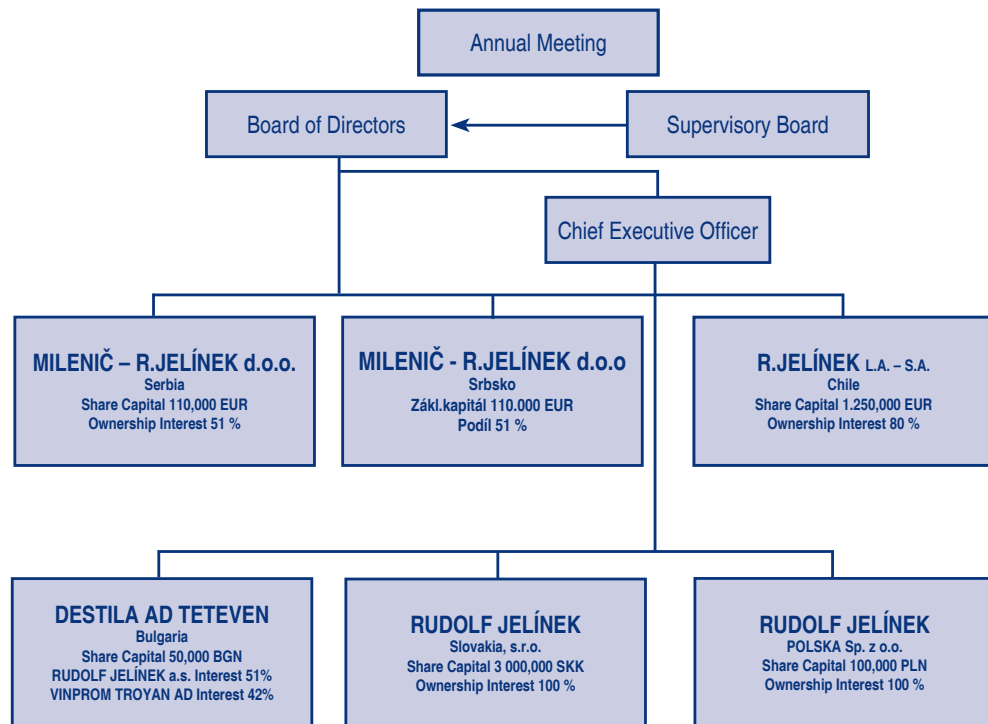 Annual Meeting
Board of Directors
Supervisory Board
Chief Executive Officer
MILENIČ – R.JELÍNEK d.o.o.
Serbia
Share Capital 110,000 EUR
Ownership Interest 51 %
MILENIČ - R.JELÍNEK d.o.o
Srbsko
Zákl.kapitál 110.000 EUR
Podíl 51 %
R.JELÍNEK L.A. – S.A.
Chile
Share Capital 1.250,000 EUR
Ownership Interest 80 %
DESTILA AD TETEVEN
Bulgaria
Share Capital 50,000 BGN
RUDOLF JELÍNEK a.s. Interest 51%
VINPROM TROYAN AD Interest 42%
RUDOLF JELÍNEK
Slovakia, s.r.o.
Share Capital 3 000,000 SKK
Ownership Interest 100 %
RUDOLF JELÍNEK
POLSKA Sp. z o.o.
Share Capital 100,000 PLN
Ownership Interest 100 %